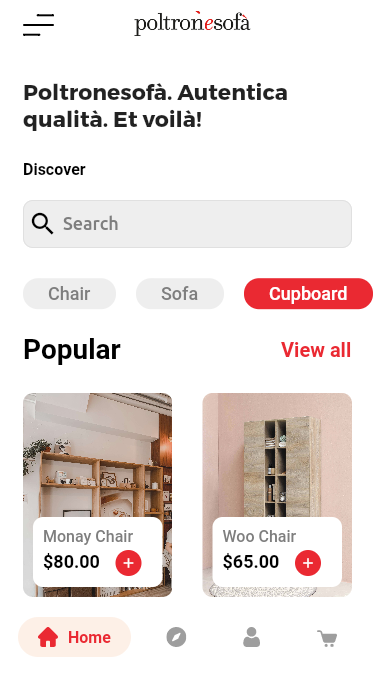 poltronesofà
Poltronesofà. Autentica
qualità. Et voilà!
Discover
Search
Chair
Sofa
Cupboard
Popular
View all
Monay Chair
$80.00
Woo Chair
$65.00
Home